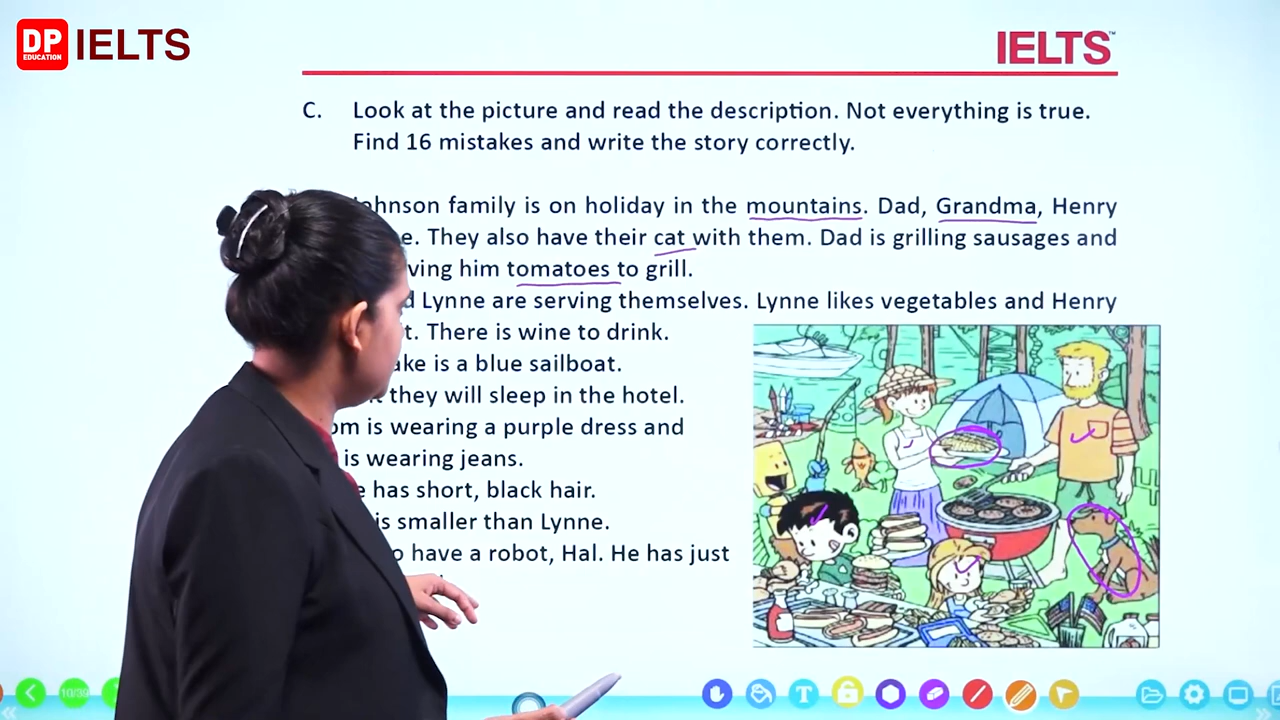 DP
EDUCATION
IELTS
IELTS™
C. Look at the picture and read the description. Not everything is true.
Find 16 mistakes and write the story correctly.
Johnson family is on holiday in the mountains. Dad, Grandma, Henry
They also have their cat with them. Dad is grilling sausages and
him tomatoes to grill.
Lynne are serving themselves. Lynne likes vegetables and Henry
There is wine to drink.
is a blue sailboat.
they will sleep in the hotel.
is wearing a purple dress and
is wearing jeans.
has short, black hair.
is smaller than Lynne.
have a robot, Hal. He has just
10/39
T